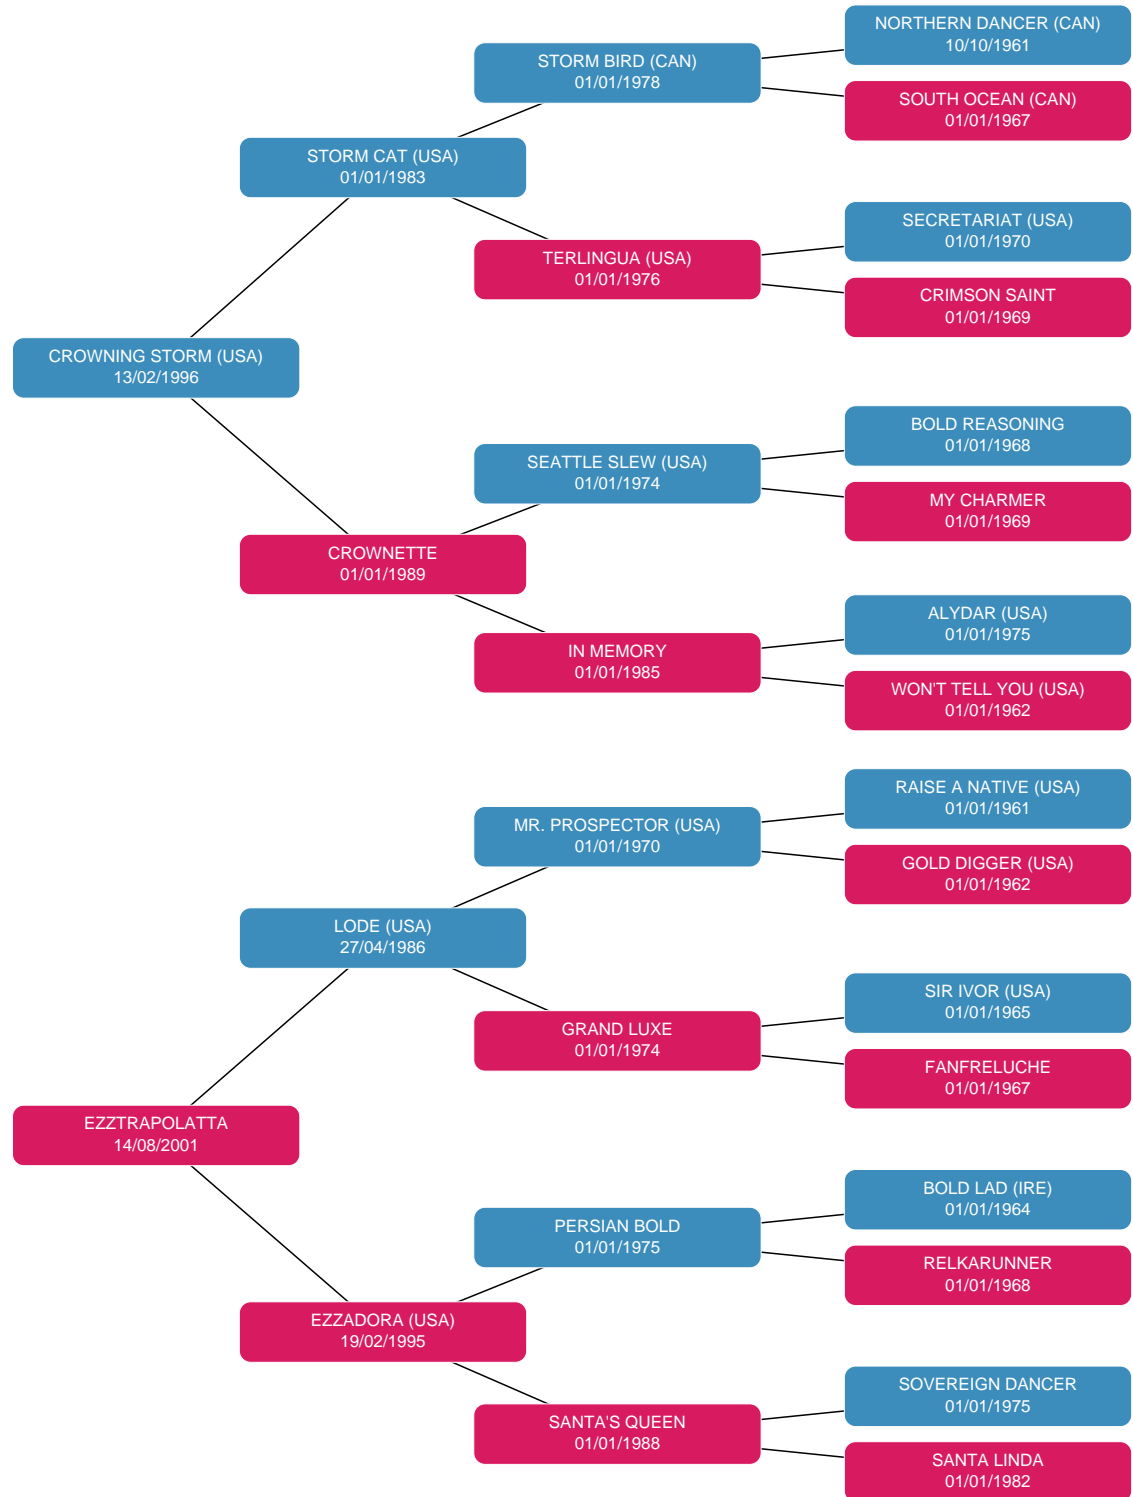 NORTHERN DANCER (CAN)
10/10/1961
STORM BIRD (CAN)
01/01/1978
SOUTH OCEAN (CAN)
01/01/1967
STORM CAT (USA)
01/01/1983
SECRETARIAT (USA)
01/01/1970
TERLINGUA (USA)
01/01/1976
CRIMSON SAINT
01/01/1969
CROWNING STORM (USA)
13/02/1996
BOLD REASONING
01/01/1968
SEATTLE SLEW (USA)
01/01/1974
MY CHARMER
01/01/1969
CROWNETTE
01/01/1989
ALYDAR (USA)
01/01/1975
IN MEMORY
01/01/1985
WON'T TELL YOU (USA)
01/01/1962
RAISE A NATIVE (USA)
01/01/1961
MR. PROSPECTOR (USA)
01/01/1970
GOLD DIGGER (USA)
01/01/1962
LODE (USA)
27/04/1986
SIR IVOR (USA)
01/01/1965
GRAND LUXE
01/01/1974
FANFRELUCHE
01/01/1967
EZZTRAPOLATTA
14/08/2001
BOLD LAD (IRE)
01/01/1964
PERSIAN BOLD
01/01/1975
RELKARUNNER
01/01/1968
EZZADORA (USA)
19/02/1995
SOVEREIGN DANCER
01/01/1975
SANTA'S QUEEN
01/01/1988
SANTA LINDA
01/01/1982